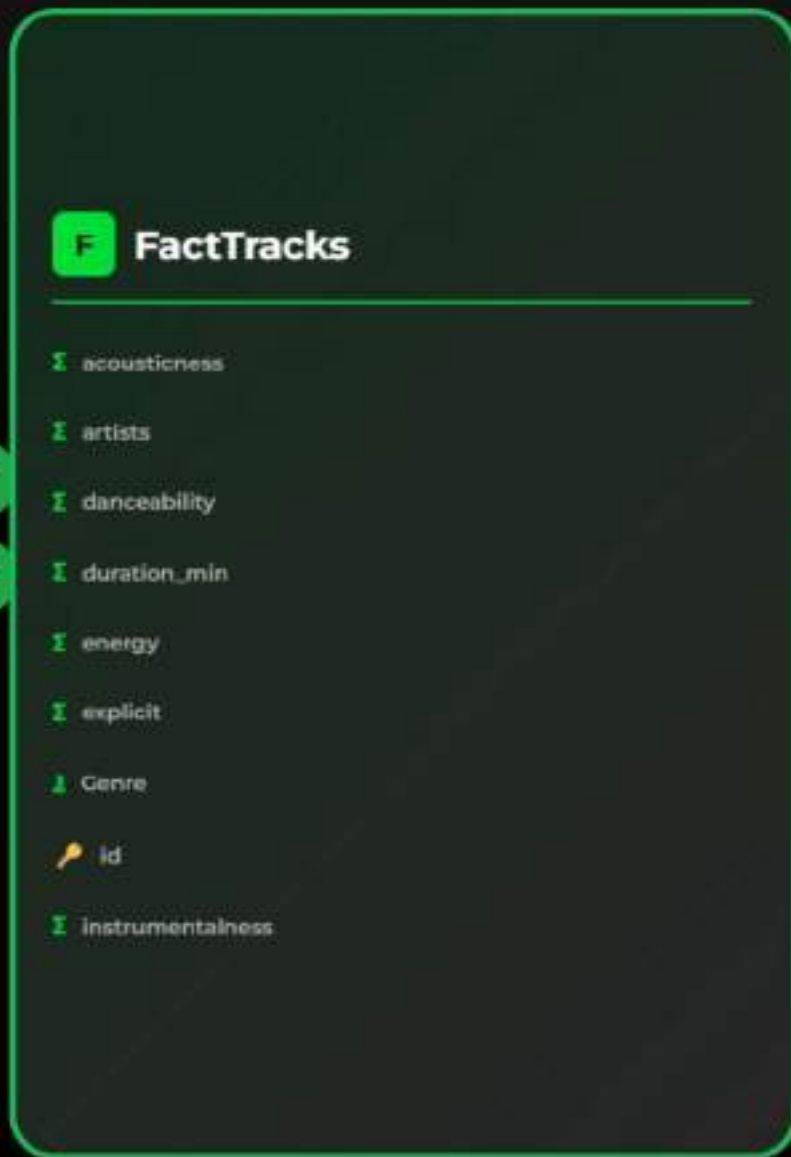 F FactTracks
Σ acousticness
Σ artists
Σ danceability
Σ duration_min
Σ energy
Σ explicit
Genre
🔑 id
Σ instrumentalness